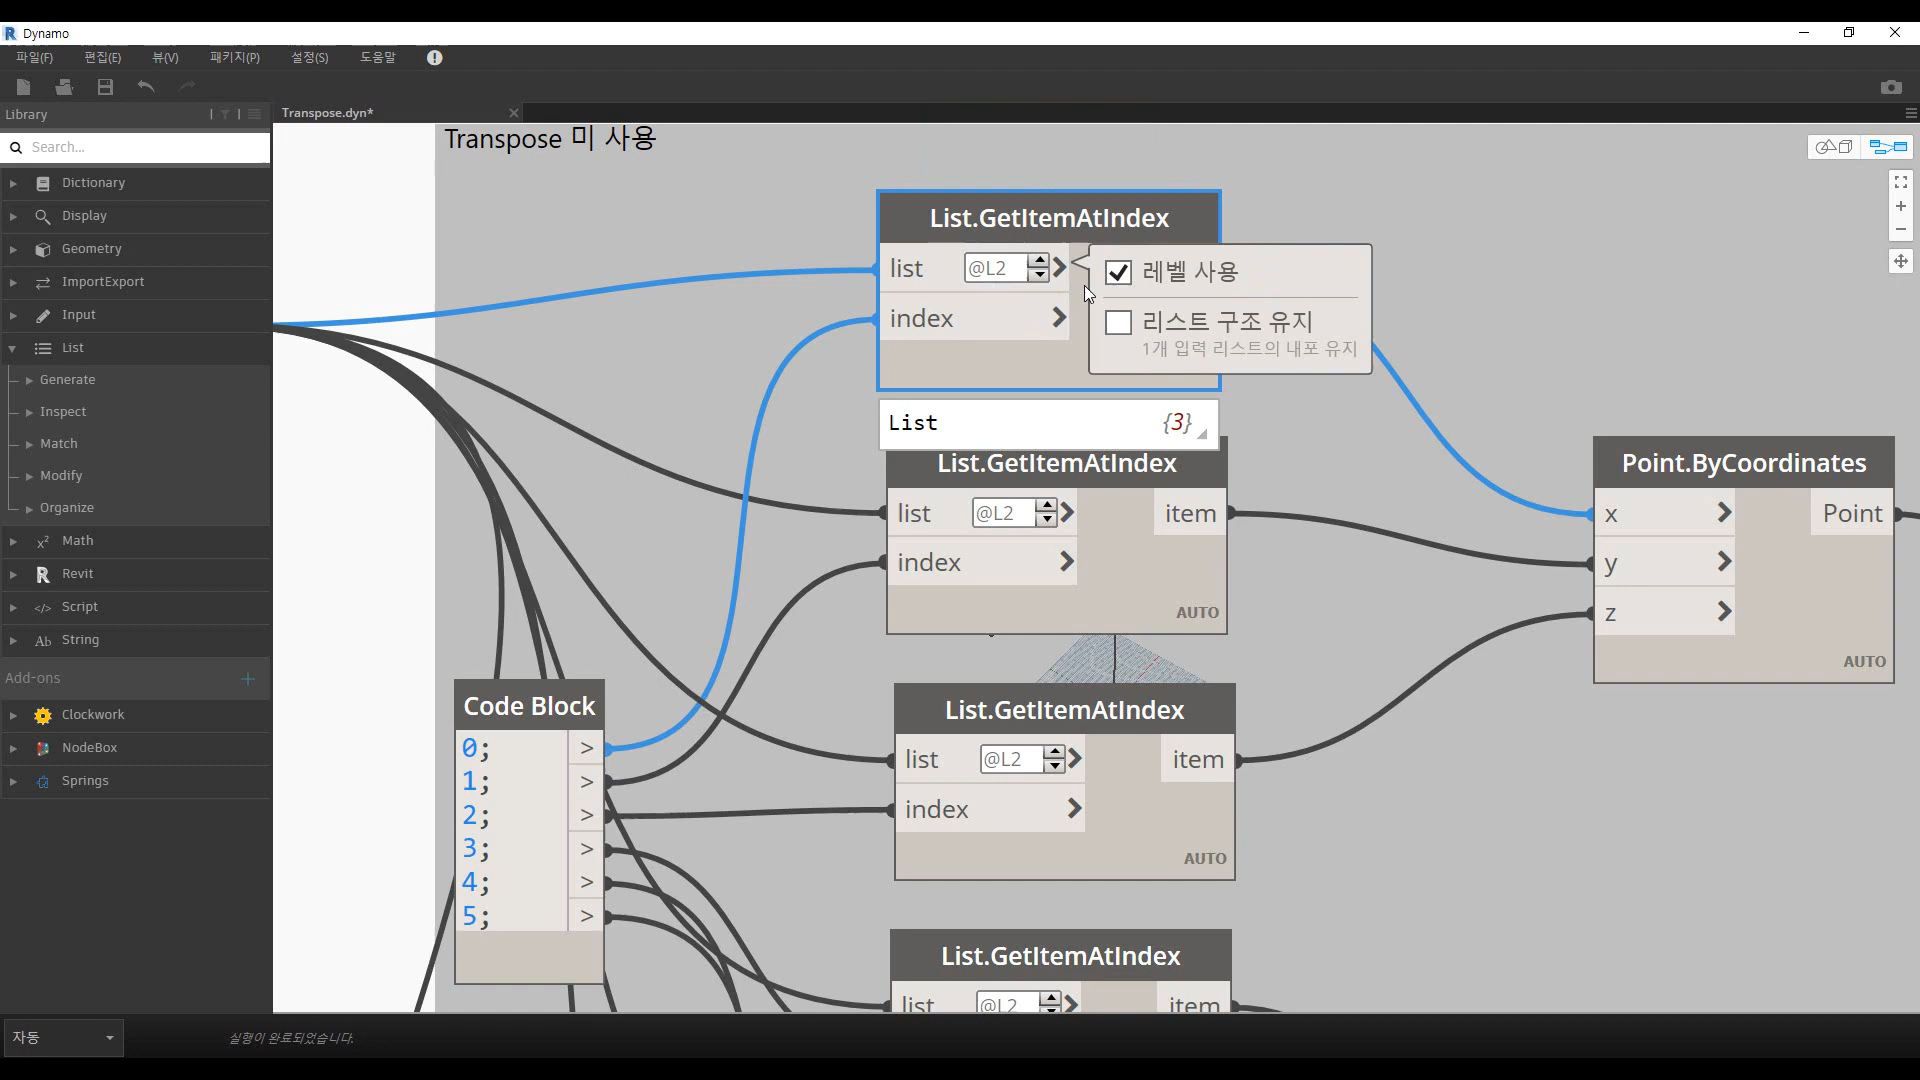 Dynamo
파일(F) 편집(E) 뷰(V) 패키지(P) 설정(S) 도움말
Library
Transpose.dyn*
Search...
Dictionary
Display
Geometry
ImportExport
Input
List
Generate
Inspect
Match
Modify
Organize
Math
Revit
Script
String
Add-ons
Clockwork
NodeBox
Springs
Transpose 미 사용
List.GetItemAtIndex
list @L2
index
레벨 사용
리스트 구조 유지
1개 입력 리스트의 내포 유지
List {3}
List.GetItemAtIndex
list @L2 item
index
AUTO
Point.ByCoordinates
x Point
y
z
AUTO
List.GetItemAtIndex
list @L2 item
index
AUTO
Code Block
0; >
1; >
2; >
3; >
4; >
5; >
List.GetItemAtIndex
list @L2 item
자동
실행이 완료되었습니다.